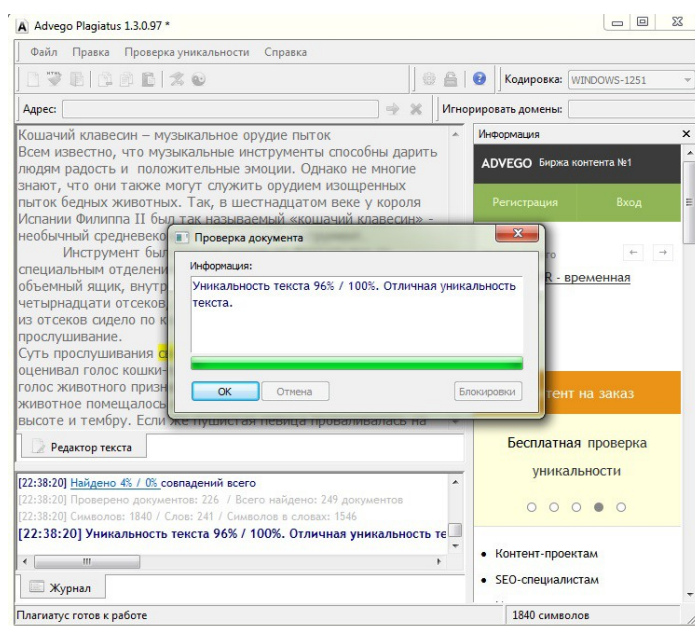 Advego Plagiatus 1.3.0.97 *
Файл Правка Проверка уникальности Справка
Кодировка: WINDOWS-1251
Адрес:
Игнорировать домены:
Кошачий клавесин – музыкальное орудие пыток
Всем известно, что музыкальные инструменты способны дарить
людям радость и положительные эмоции. Однако не многие
знают, что они также могут служить орудием изощренных
пыток бедных животных. Так, в шестнадцатом веке у короля
Испании Филиппа II был так называемый «кошачий клавесин» -
необычный
Инструмент
специальным
объемный ящик,
четырнадцати отсеков
из отсеков сидело по
прослушивание.
Суть прослушивания
оценивал голос
голос животного
животное помещалось
высоте и тембру. Если же пушистая певица проваливалась на
Редактор текста
Проверка документа
Информация:
Уникальность текста 96% / 100%. Отличная уникальность
текста.
OK Отмена Блокировки
[22:38:20] Найдено 4% / 0% совпадений всего
[22:38:20] Проверено документов: 226 / Всего найдено: 249 документов
[22:38:20] Символов: 1840 / Слов: 241 / Символов в словах: 1546
[22:38:20] Уникальность текста 96% / 100%. Отличная уникальность те
Журнал
Плагиатус готов к работе
1840 символов
Информация
ADVEGO Биржа контента №1
Регистрация Вход
R - временная
на заказ
Бесплатная проверка
уникальности
Контент-проектам
SEO-специалистам